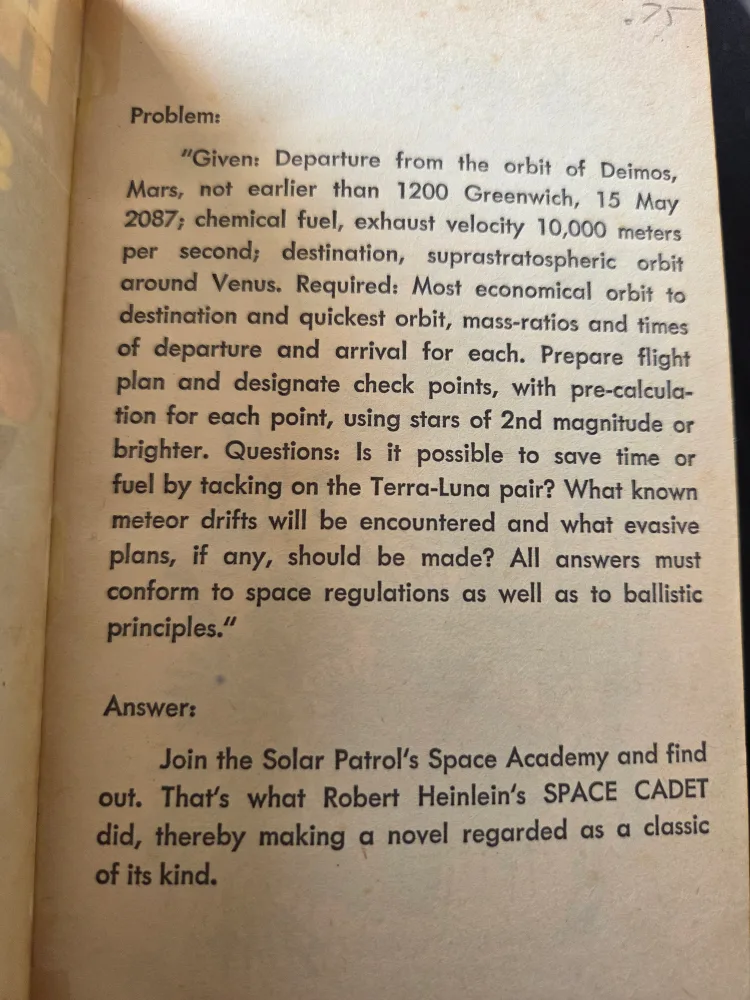 .75
Problem:
"Given: Departure from the orbit of Deimos,
Mars, not earlier than 1200 Greenwich, 15 May
2087; chemical fuel, exhaust velocity 10,000 meters
per second; destination, suprastratospheric orbit
around Venus. Required: Most economical orbit to
destination and quickest orbit, mass-ratios and times
of departure and arrival for each. Prepare flight
plan and designate check points, with pre-calcula-
tion for each point, using stars of 2nd magnitude or
brighter. Questions: Is it possible to save time or
fuel by tacking on the Terra-Luna pair? What known
meteor drifts will be encountered and what evasive
plans, if any, should be made? All answers must
conform to space regulations as well as to ballistic
principles."
Answer:
Join the Solar Patrol's Space Academy and find
out. That's what Robert Heinlein's SPACE CADET
did, thereby making a novel regarded as a classic
of its kind.